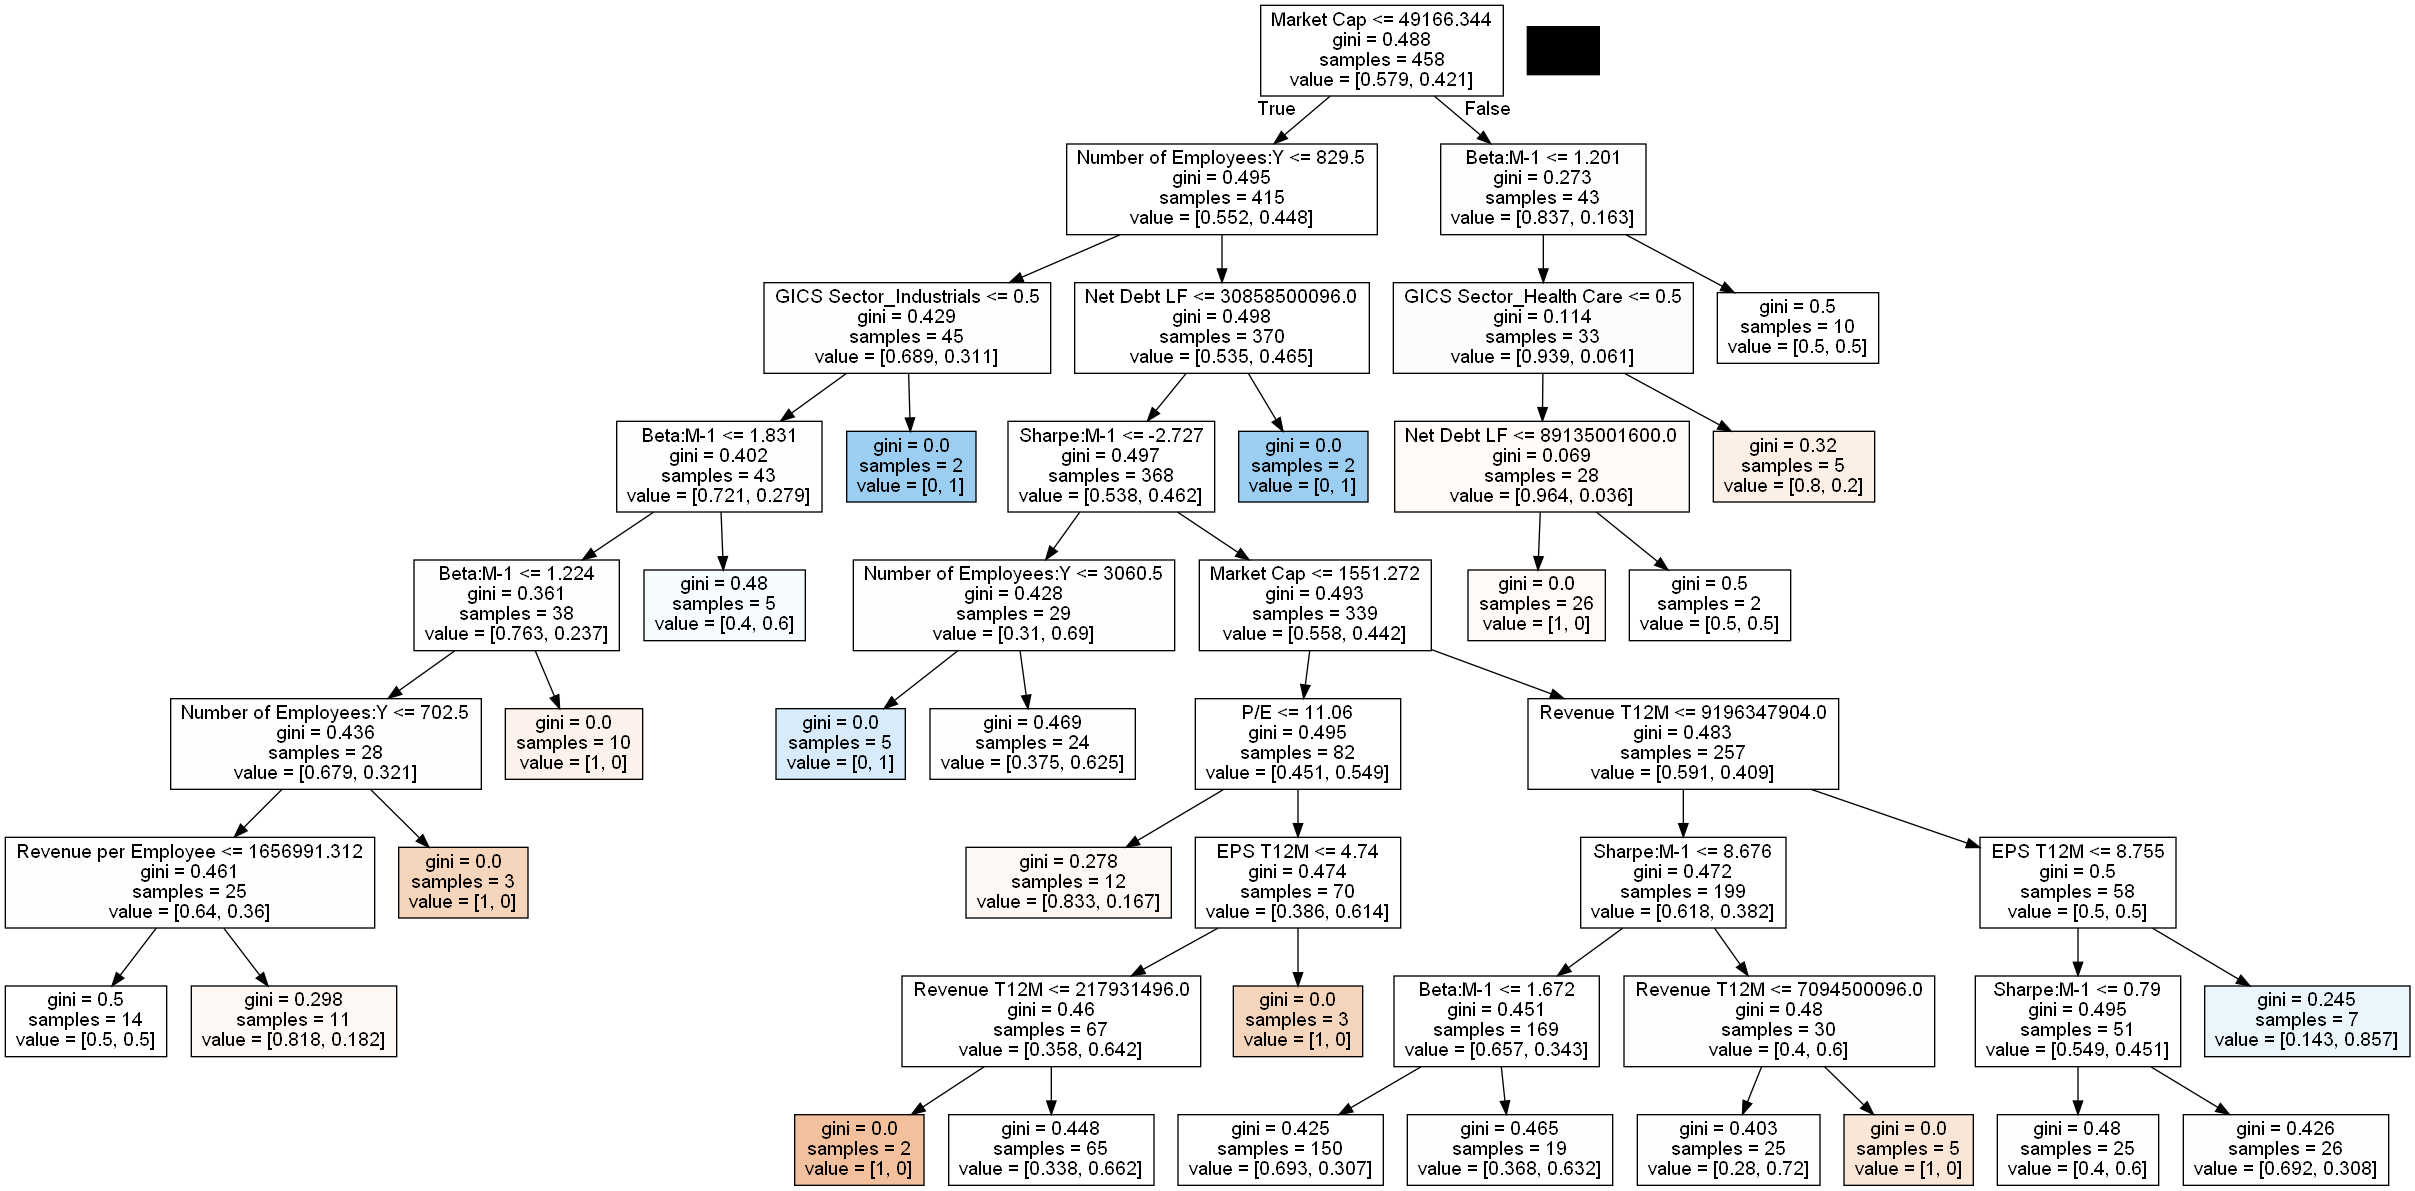 Market Cap <= 49166.344
gini = 0.488
samples = 458
value = [0.579, 0.421]
True
False
Number of Employees:Y <= 829.5
gini = 0.495
samples = 415
value = [0.552, 0.448]
Beta:M-1 <= 1.201
gini = 0.273
samples = 43
value = [0.837, 0.163]
GICS Sector_Industrials <= 0.5
gini = 0.429
samples = 45
value = [0.689, 0.311]
Net Debt LF <= 30858500096.0
gini = 0.498
samples = 370
value = [0.535, 0.465]
GICS Sector_Health Care <= 0.5
gini = 0.114
samples = 33
value = [0.939, 0.061]
gini = 0.5
samples = 10
value = [0.5, 0.5]
Beta:M-1 <= 1.831
gini = 0.402
samples = 43
value = [0.721, 0.279]
gini = 0.0
samples = 2
value = [0, 1]
Sharpe:M-1 <= -2.727
gini = 0.497
samples = 368
value = [0.538, 0.462]
gini = 0.0
samples = 2
value = [0, 1]
Net Debt LF <= 89135001600.0
gini = 0.069
samples = 28
value = [0.964, 0.036]
gini = 0.32
samples = 5
value = [0.8, 0.2]
Beta:M-1 <= 1.224
gini = 0.361
samples = 38
value = [0.763, 0.237]
gini = 0.48
samples = 5
value = [0.4, 0.6]
Number of Employees:Y <= 3060.5
gini = 0.428
samples = 29
value = [0.31, 0.69]
Market Cap <= 1551.272
gini = 0.493
samples = 339
value = [0.558, 0.442]
gini = 0.0
samples = 26
value = [1, 0]
gini = 0.5
samples = 2
value = [0.5, 0.5]
Number of Employees:Y <= 702.5
gini = 0.436
samples = 28
value = [0.679, 0.321]
gini = 0.0
samples = 10
value = [1, 0]
gini = 0.0
samples = 5
value = [0, 1]
gini = 0.469
samples = 24
value = [0.375, 0.625]
P/E <= 11.06
gini = 0.495
samples = 82
value = [0.451, 0.549]
Revenue T12M <= 9196347904.0
gini = 0.483
samples = 257
value = [0.591, 0.409]
Revenue per Employee <= 1656991.312
gini = 0.461
samples = 25
value = [0.64, 0.36]
gini = 0.0
samples = 3
value = [1, 0]
gini = 0.278
samples = 12
value = [0.833, 0.167]
EPS T12M <= 4.74
gini = 0.474
samples = 70
value = [0.386, 0.614]
Sharpe:M-1 <= 8.676
gini = 0.472
samples = 199
value = [0.618, 0.382]
EPS T12M <= 8.755
gini = 0.5
samples = 58
value = [0.5, 0.5]
gini = 0.5
samples = 14
value = [0.5, 0.5]
gini = 0.298
samples = 11
value = [0.818, 0.182]
Revenue T12M <= 217931496.0
gini = 0.46
samples = 67
value = [0.358, 0.642]
gini = 0.0
samples = 3
value = [1, 0]
Beta:M-1 <= 1.672
gini = 0.451
samples = 169
value = [0.657, 0.343]
Revenue T12M <= 7094500096.0
gini = 0.48
samples = 30
value = [0.4, 0.6]
Sharpe:M-1 <= 0.79
gini = 0.495
samples = 51
value = [0.549, 0.451]
gini = 0.245
samples = 7
value = [0.143, 0.857]
gini = 0.0
samples = 2
value = [1, 0]
gini = 0.448
samples = 65
value = [0.338, 0.662]
gini = 0.425
samples = 150
value = [0.693, 0.307]
gini = 0.465
samples = 19
value = [0.368, 0.632]
gini = 0.403
samples = 25
value = [0.28, 0.72]
gini = 0.0
samples = 5
value = [1, 0]
gini = 0.48
samples = 25
value = [0.4, 0.6]
gini = 0.426
samples = 26
value = [0.692, 0.308]